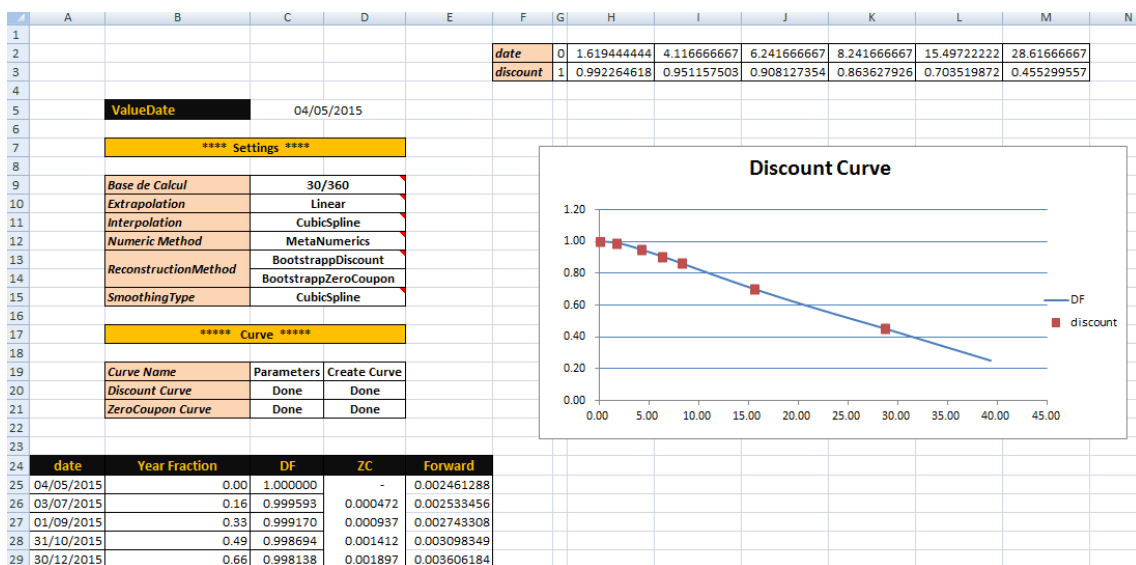 A B C D E F G H I J K L M N
1
2 date 0 1.619444444 4.116666667 6.241666667 8.241666667 15.49722222 28.61666667
3 discount 1 0.992264618 0.951157503 0.908127354 0.863627926 0.703519872 0.455299557
4
5 ValueDate 04/05/2015
6
7 **** Settings ****
8
9 Base de Calcul 30/360
10 Extrapolation Linear
11 Interpolation CubicSpline
12 Numeric Method MetaNumerics
13 BootstrappDiscount
ReconstructionMethod
14 BootstrappZeroCoupon
15 SmoothingType CubicSpline
16
17 ***** Curve *****
18
19 Curve Name Parameters Create Curve
20 Discount Curve Done Done
21 ZeroCoupon Curve Done Done
22
23
Discount Curve
1.20
1.00
0.80
0.60
0.40
0.20
0.00
0.00 5.00 10.00 15.00 20.00 25.00 30.00 35.00 40.00 45.00
DF
discount
24 date Year Fraction DF ZC Forward
25 04/05/2015 0.00 1.000000 - 0.002461288
26 03/07/2015 0.16 0.999593 0.000472 0.002533456
27 01/09/2015 0.33 0.999170 0.000937 0.002743308
28 31/10/2015 0.49 0.998694 0.001412 0.003098349
29 30/12/2015 0.66 0.998138 0.001897 0.003606184